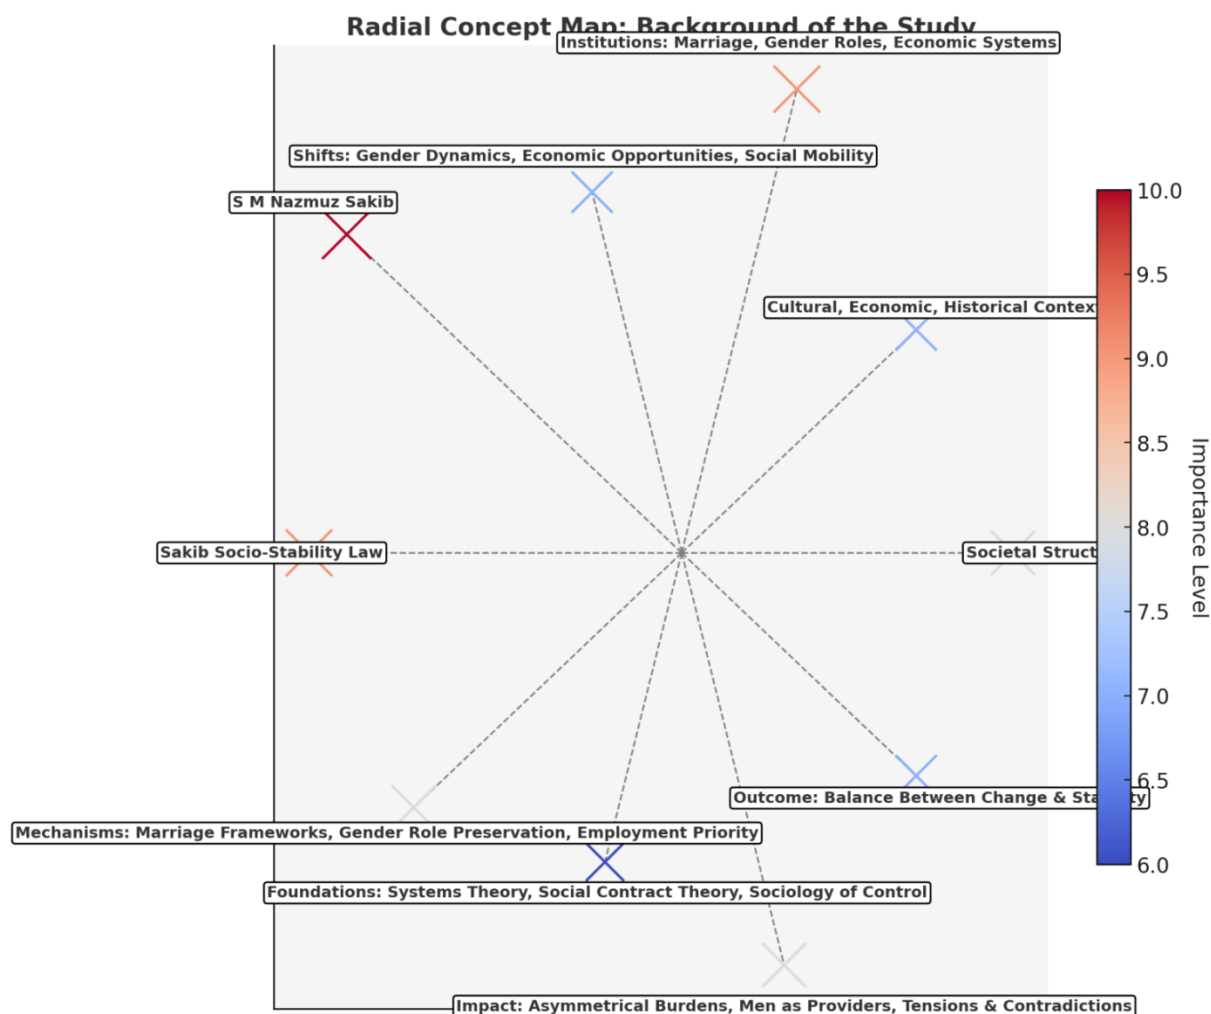 Radial Concept Map: Background of the Study
Institutions: Marriage, Gender Roles, Economic Systems
Shifts: Gender Dynamics, Economic Opportunities, Social Mobility
S M Nazmuz Sakib
Cultural, Economic, Historical Contex
Sakib Socio-Stability Law
Societal Struct
Outcome: Balance Between Change & Sta
Mechanisms: Marriage Frameworks, Gender Role Preservation, Employment Priority
Foundations: Systems Theory, Social Contract Theory, Sociology of Control
Impact: Asymmetrical Burdens, Men as Providers, Tensions & Contradictions
10.0
9.5
9.0
8.5
8.0
7.5
7.0
6.5
6.0
Importance Level